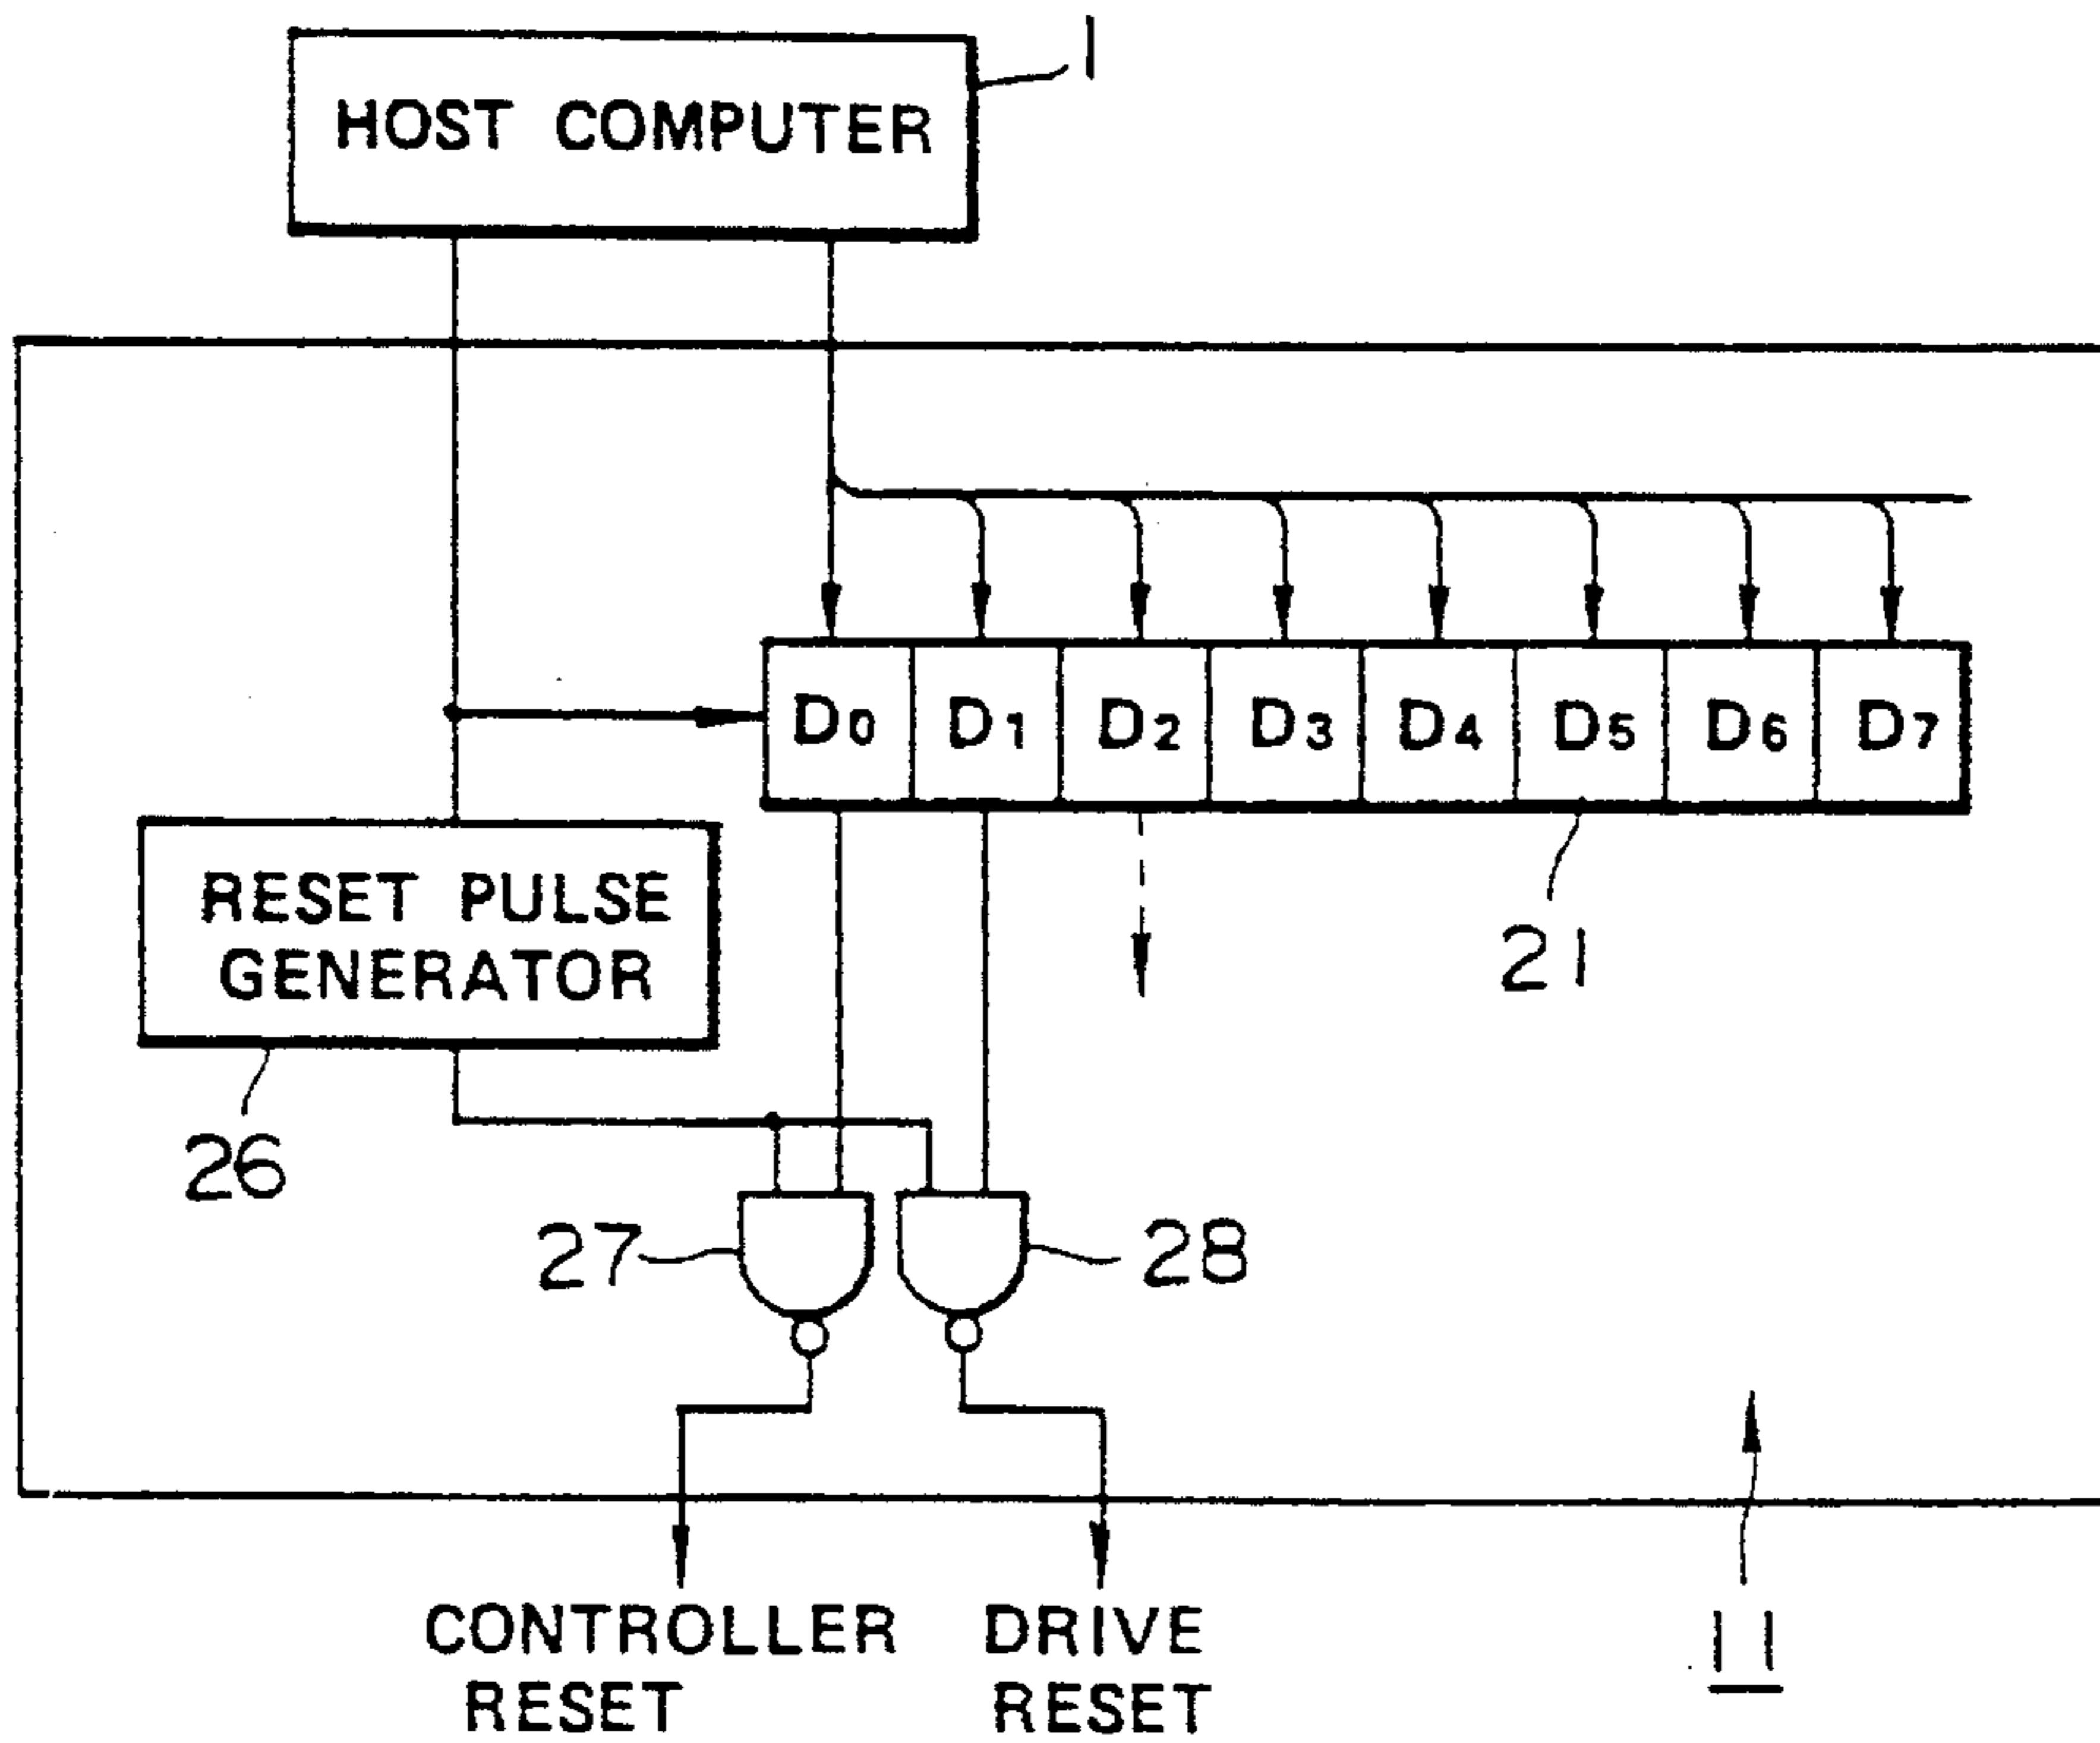 1
HOST COMPUTER
D0 D1 D2 D3 D4 D5 D6 D7
RESET PULSE
GENERATOR
21
26
27
28
CONTROLLER
RESET
DRIVE
RESET
11